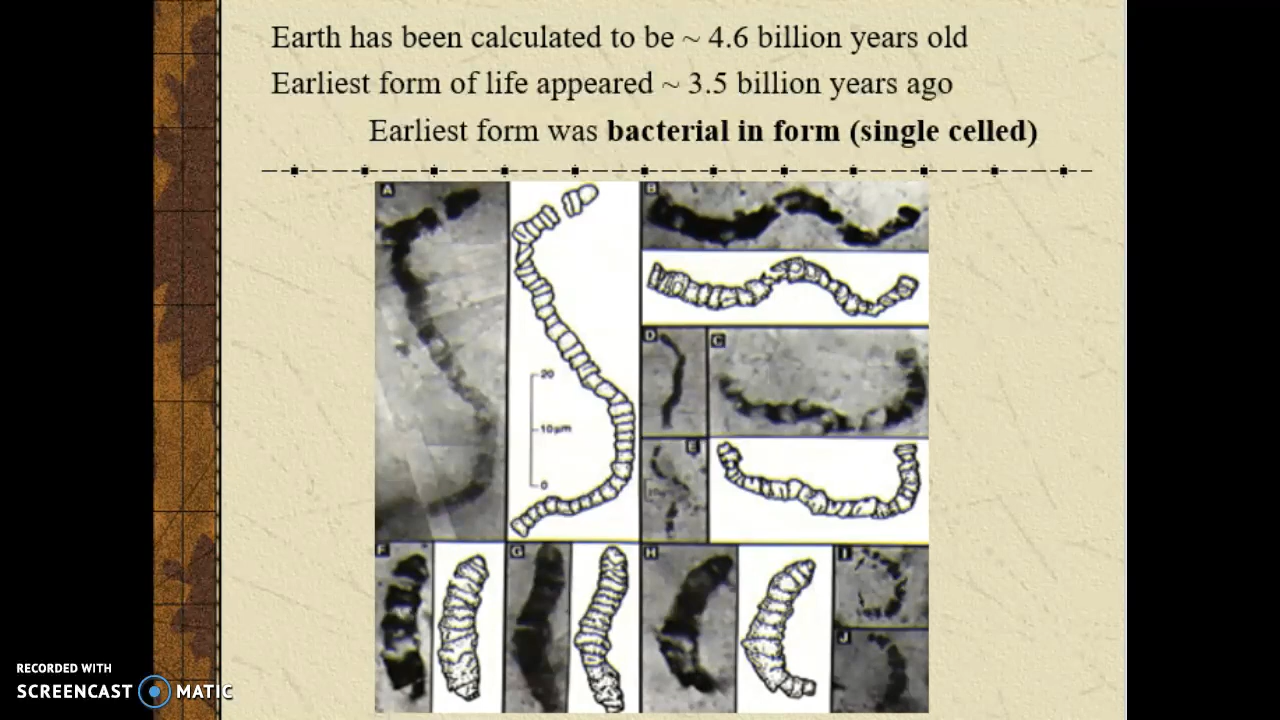 Earth has been calculated to be ~ 4.6 billion years old
Earliest form of life appeared ~ 3.5 billion years ago
Earliest form was bacterial in form (single celled)
A
B
D
C
20
10μm
0
E
F
G
H
I
J
RECORDED WITH
SCREENCAST MATIC